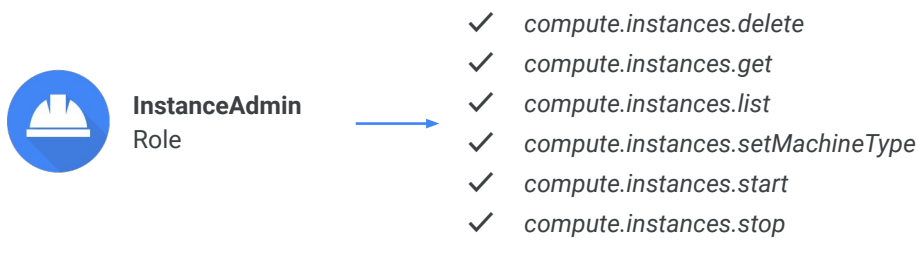 InstanceAdmin
Role
compute.instances.delete
compute.instances.get
compute.instances.list
compute.instances.setMachineType
compute.instances.start
compute.instances.stop